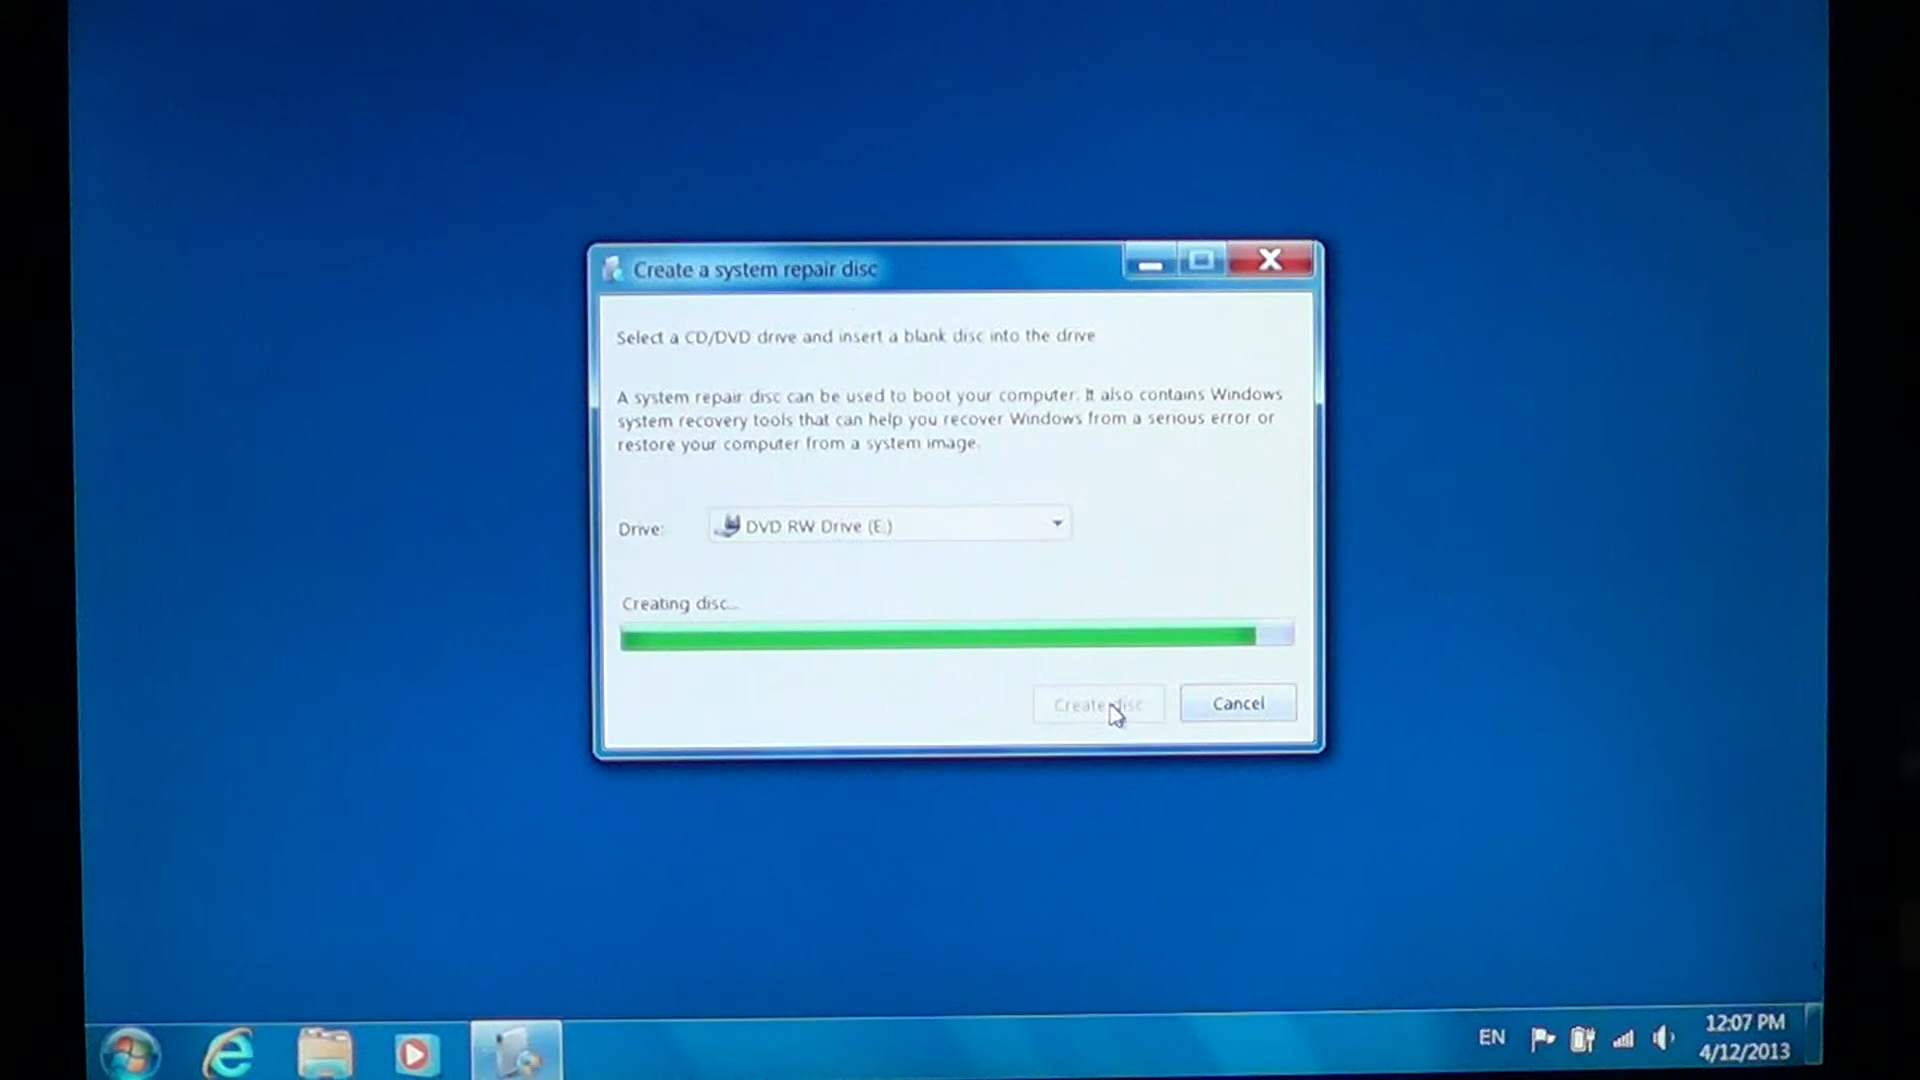 Create a system repair disc
Select a CD/DVD drive and insert a blank disc into the drive
A system repair disc can be used to boot your computer. It also contains Windows
system recovery tools that can help you recover Windows from a serious error or
restore your computer from a system image.
Drive: DVD RW Drive (E:)
Creating disc...
Create disc Cancel
EN 12:07 PM
4/12/2013